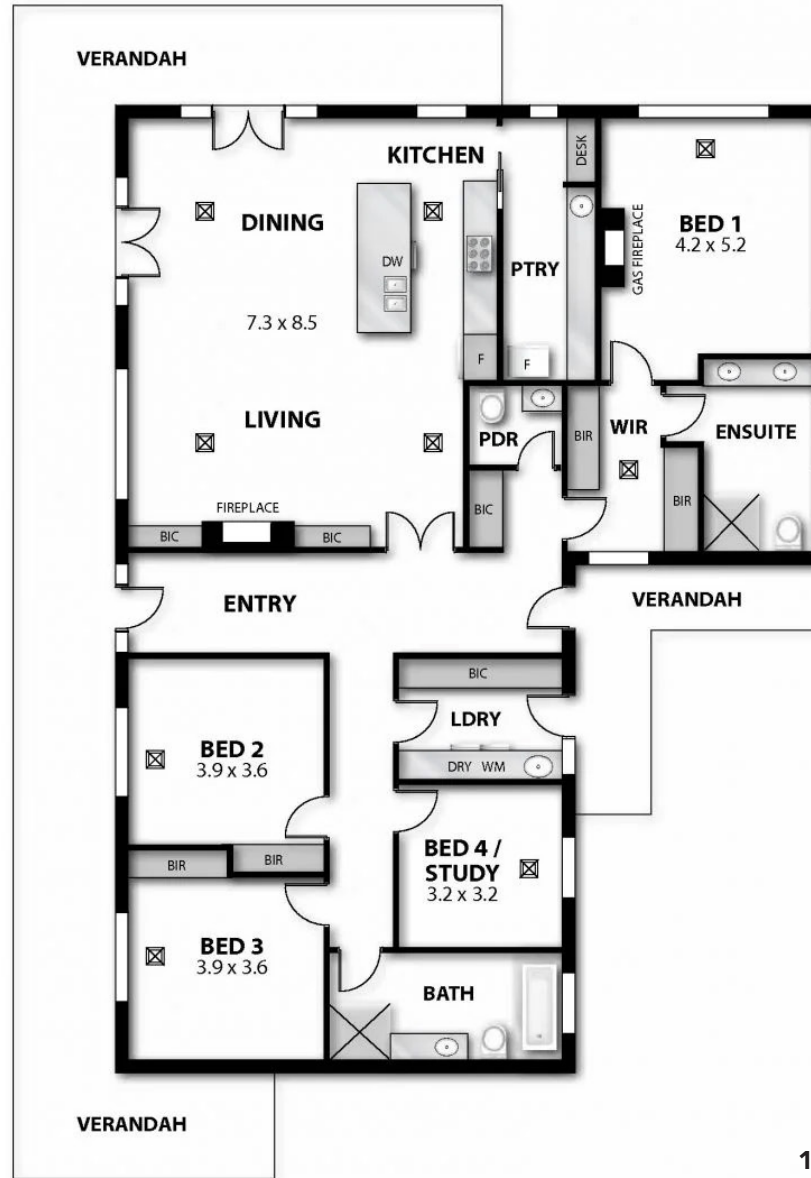 VERANDAH
KITCHEN
DESK
DINING
DW
PTRY
GAS FIREPLACE
BED 1
4.2 x 5.2
7.3 x 8.5
F
F
LIVING
PDR
BIR
WIR
ENSUITE
BIR
FIREPLACE
BIC
BIC
BIC
ENTRY
VERANDAH
BIC
LDRY
DRY WM
BED 2
3.9 x 3.6
BIR
BIR
BED 4 /
STUDY
3.2 x 3.2
BED 3
3.9 x 3.6
BATH
VERANDAH
1